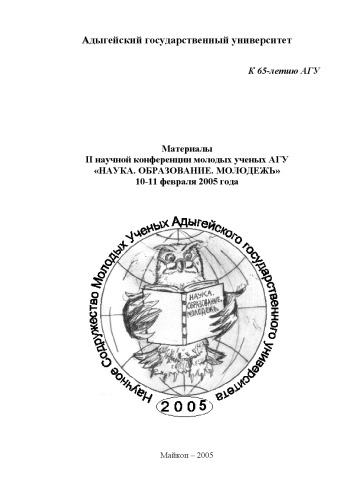 Адыгейский государственный университет
К 65-летию АГУ
Материалы
II научной конференции молодых ученых АГУ
«НАУКА. ОБРАЗОВАНИЕ. МОЛОДЕЖЬ»
10-11 февраля 2005 года
Научное Содружество Молодых Ученых Адыгейского государственного университета
НАУКА.
ОБРАЗОВАНИЕ.
МОЛОДЕЖЬ
2005
Майкоп – 2005